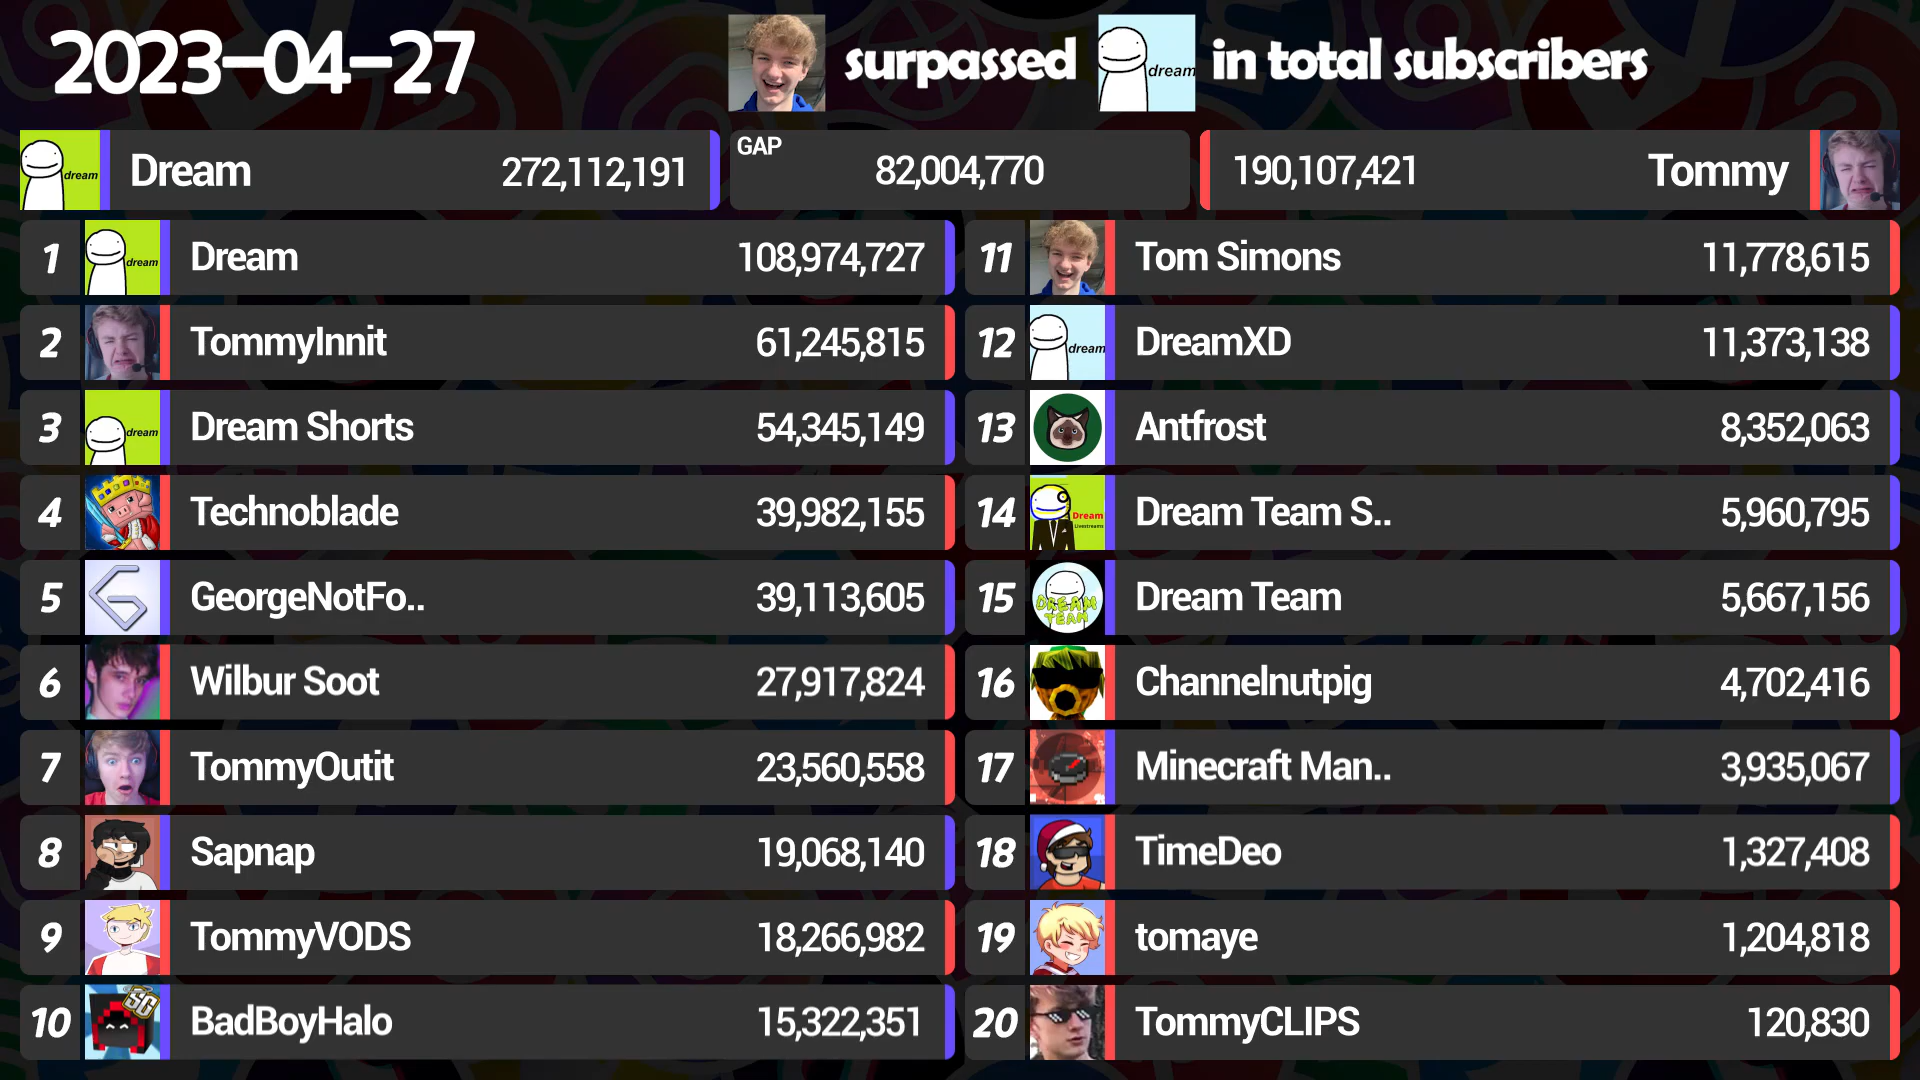 2023-04-27
surpassed dream in total subscribers
dream Dream 272,112,191
GAP
82,004,770
190,107,421 Tommy
1 dream Dream 108,974,727
2 TommyInnit 61,245,815
3 dream Dream Shorts 54,345,149
4 Technoblade 39,982,155
5 GeorgeNotFo.. 39,113,605
6 Wilbur Soot 27,917,824
7 TommyOutit 23,560,558
8 Sapnap 19,068,140
9 TommyVODS 18,266,982
10 SG BadBoyHalo 15,322,351
11 Tom Simons 11,778,615
12 dream DreamXD 11,373,138
13 Antfrost 8,352,063
14 Dream Livestreams Dream Team S.. 5,960,795
15 DREAM TEAM Dream Team 5,667,156
16 Channelnutpig 4,702,416
17 Minecraft Man.. 3,935,067
18 TimeDeo 1,327,408
19 tomaye 1,204,818
20 TommyCLIPS 120,830